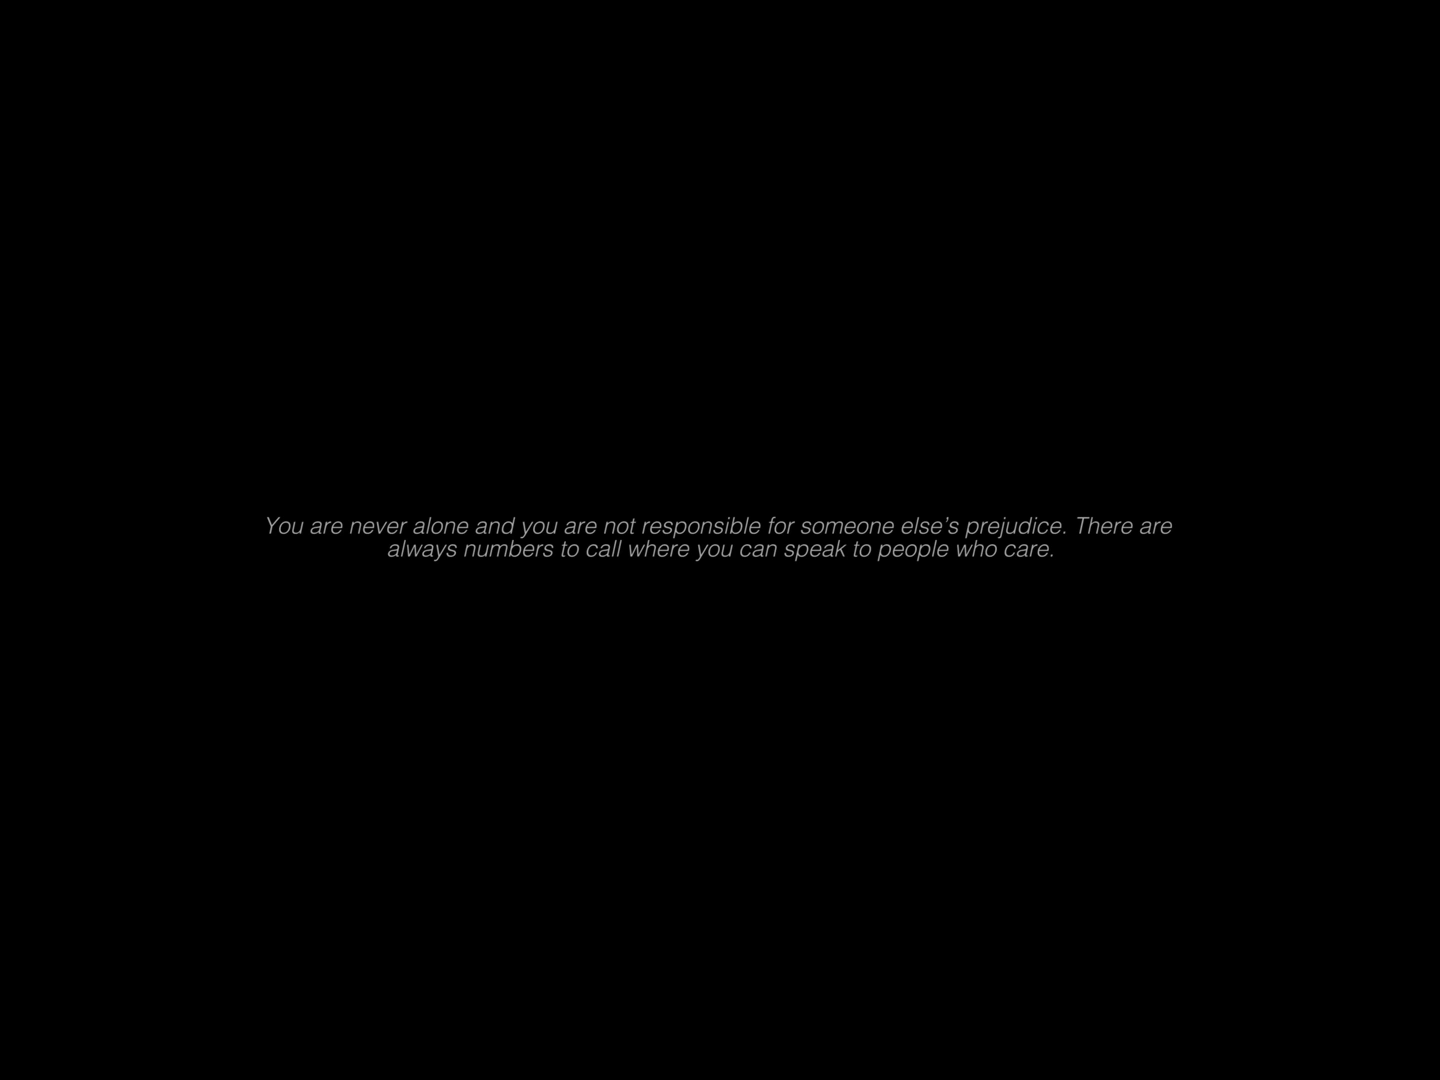 You are never alone and you are not responsible for someone else’s prejudice. There are
always numbers to call where you can speak to people who care.